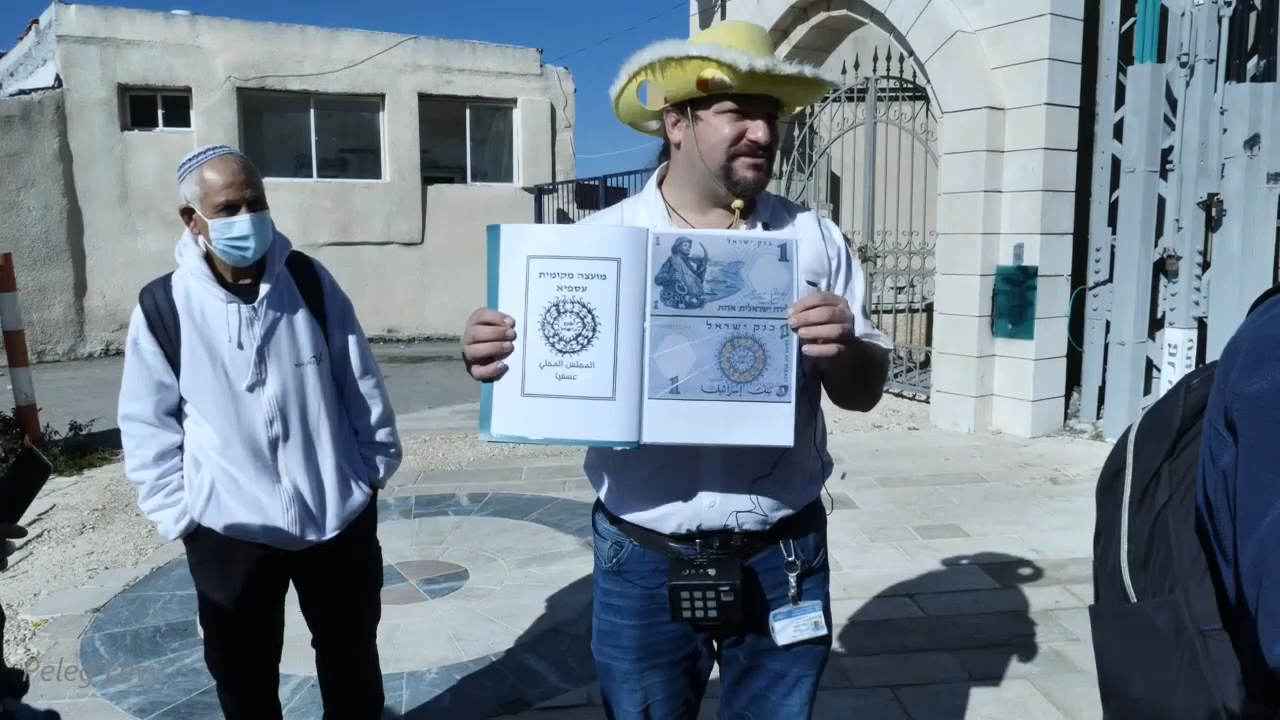 מועצה מקומית
עספיא
المجلس المحلي
عسفيا
1
בנק ישראל
1
1
לירה ישראלית אחת
בנק ישראל
1
بنك إسرائيل
Peleg